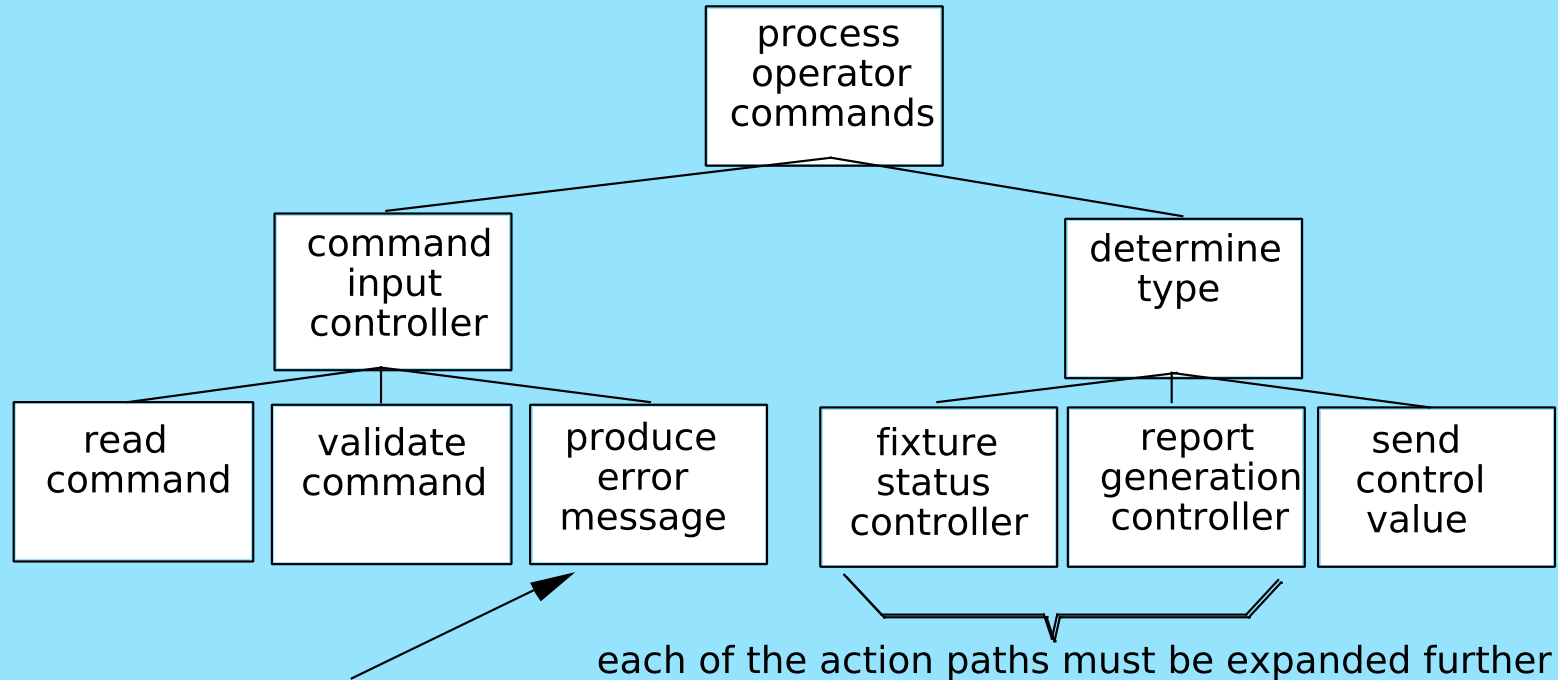 process
operator
commands
command
input
controller
determine
type
read
command
validate
command
produce
error
message
fixture
status
controller
report
generation
controller
send
control
value
each of the action paths must be expanded further